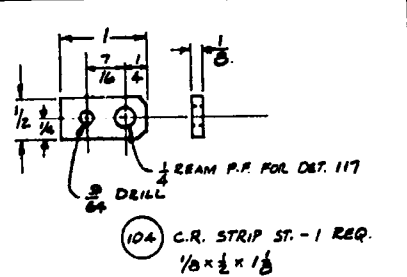 1
7/16 1/4
1/8
1/2 1/4
1/4 REAM P.F. FOR DET. 117
9/64 DRILL
104 C.R. STRIP ST. - 1 REQ.
1/8 x 1/2 x 1 1/8